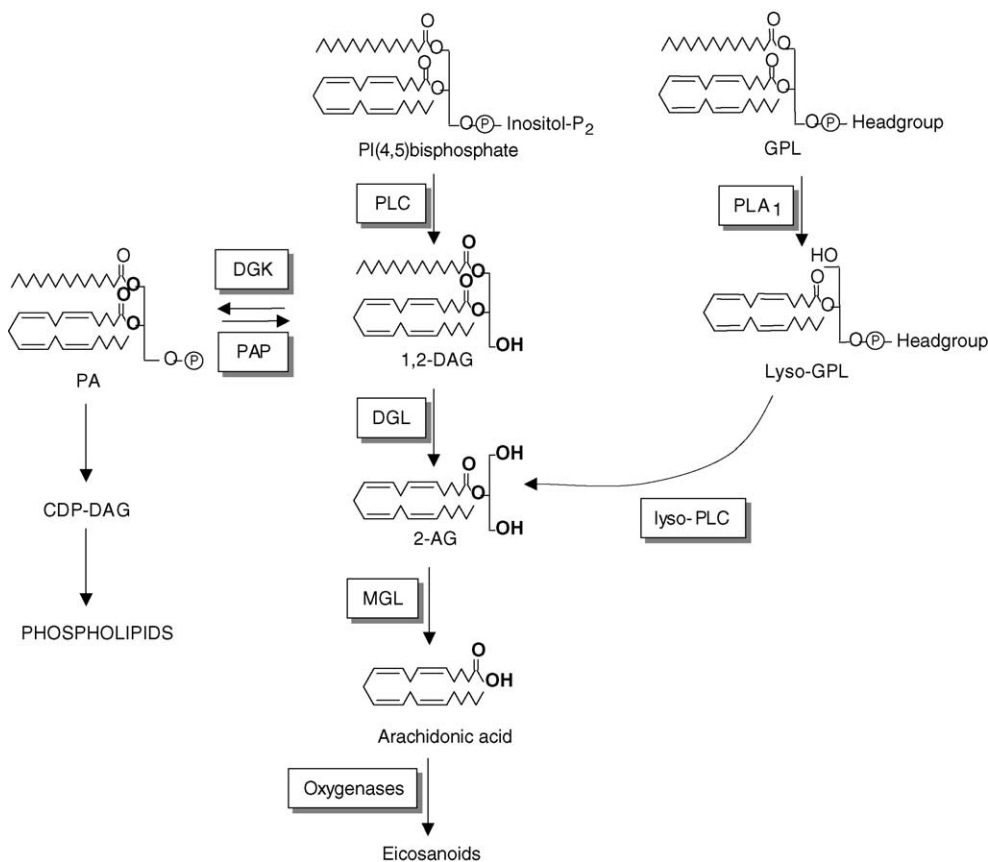 O
O
O
O
O
O
O
O
O P Inositol-P2
O P Headgroup
PI(4,5)bisphosphate
GPL
PLC
PLA1
O
HO
O
DGK
O
O
O
O
O
O
O
O
O
PAP
OH
O P Headgroup
O P
1,2-DAG
Lyso-GPL
PA
DGL
OH
O
O
CDP-DAG
OH
lyso-PLC
2-AG
MGL
PHOSPHOLIPIDS
O
OH
Arachidonic acid
Oxygenases
Eicosanoids